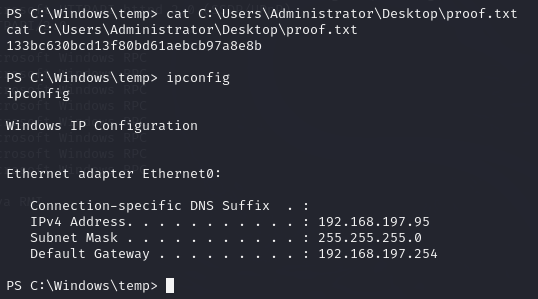 PS C:\Windows\temp> cat C:\Users\Administrator\Desktop\proof.txt
cat C:\Users\Administrator\Desktop\proof.txt
133bc630bcd13f80bd61aebcb97a8e8b
PS C:\Windows\temp> ipconfig
ipconfig
Windows IP Configuration
Ethernet adapter Ethernet0:
Connection-specific DNS Suffix  . :
IPv4 Address. . . . . . . . . . . : 192.168.197.95
Subnet Mask . . . . . . . . . . . : 255.255.255.0
Default Gateway . . . . . . . . . : 192.168.197.254
PS C:\Windows\temp>